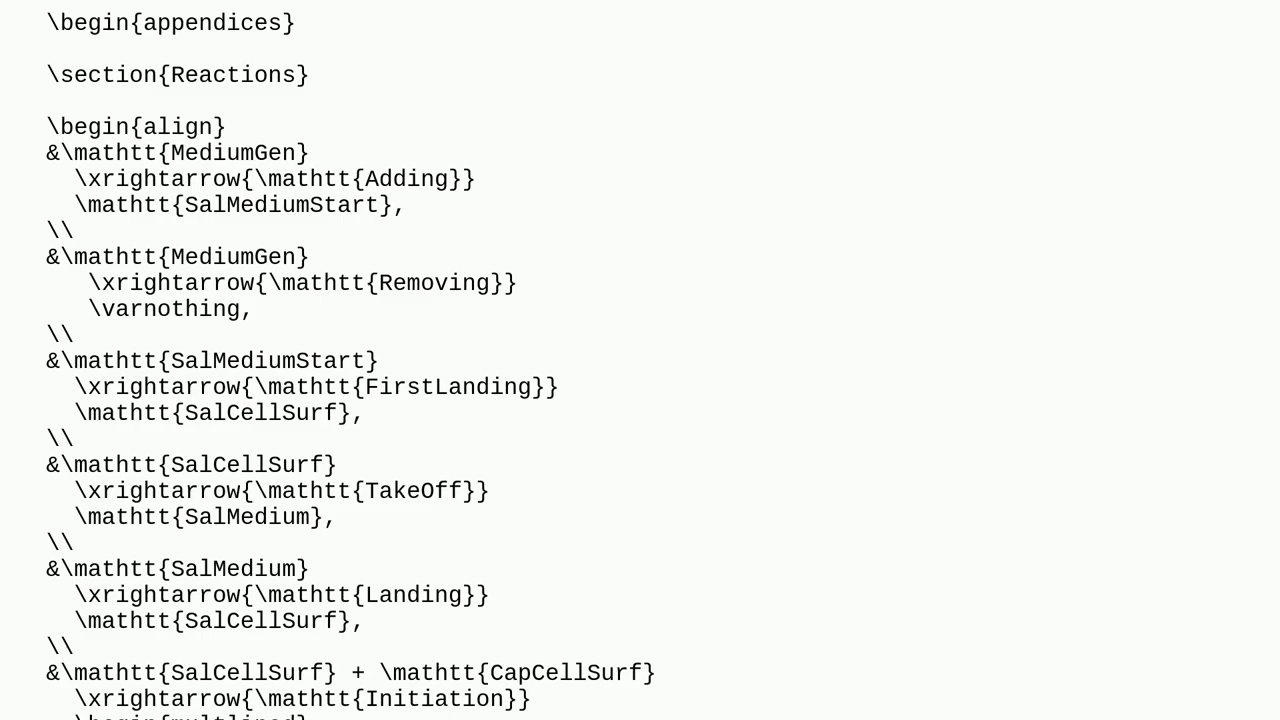 \begin{appendices}

\section{Reactions}

\begin{align}
&\mathtt{MediumGen}
  \xrightarrow{\mathtt{Adding}}
  \mathtt{SalMediumStart},
\\
&\mathtt{MediumGen}
   \xrightarrow{\mathtt{Removing}}
   \varnothing,
\\
&\mathtt{SalMediumStart}
  \xrightarrow{\mathtt{FirstLanding}}
  \mathtt{SalCellSurf},
\\
&\mathtt{SalCellSurf}
  \xrightarrow{\mathtt{TakeOff}}
  \mathtt{SalMedium},
\\
&\mathtt{SalMedium}
  \xrightarrow{\mathtt{Landing}}
  \mathtt{SalCellSurf},
\\
&\mathtt{SalCellSurf} + \mathtt{CapCellSurf}
  \xrightarrow{\mathtt{Initiation}}
  \begin{multlined}